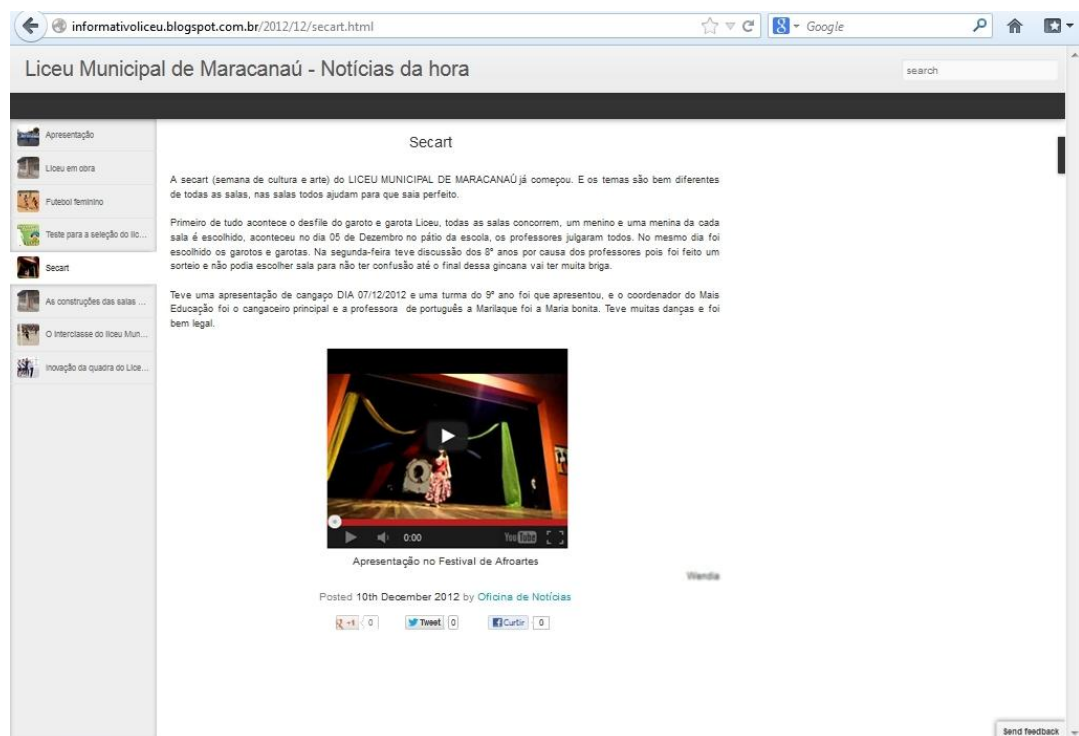 informativoliceu.blogspot.com.br/2012/12/secart.html
Google
Liceu Municipal de Maracanaú - Notícias da hora
search
Apresentação
Liceu em obra
Futebol feminino
Teste para a seleção do lic...
Secart
As construções das salas ...
O Interclasse do liceu Mun...
Inovação da quadra do Lice...
Secart
A secart (semana de cultura e arte) do LICEU MUNICIPAL DE MARACANAÚ já começou. E os temas são bem diferentes
de todas as salas, nas salas todos ajudam para que saia perfeito.
Primeiro de tudo acontece o desfile do garoto e garota Liceu, todas as salas concorrem, um menino e uma menina da cada
sala é escolhido, aconteceu no dia 05 de Dezembro no pátio da escola, os professores julgaram todos. No mesmo dia foi
escolhido os garotos e garotas. Na segunda-feira teve discussão dos 8° anos por causa dos professores pois foi feito um
sorteio e não podia escolher sala para não ter confusão até o final dessa gincana vai ter muita briga.
Teve uma apresentação de cangaço DIA 07/12/2012 e uma turma do 9° ano foi que apresentou, e o coordenador do Mais
Educação foi o cangaceiro principal e a professora de português a Marilaque foi a Maria bonita. Teve muitas danças e foi
bem legal.
0:00
YouTube
Apresentação no Festival de Afroartes
Wendia
Posted 10th December 2012 by Oficina de Notícias
+1 0 Tweet 0 Curtir 0
Send feedback